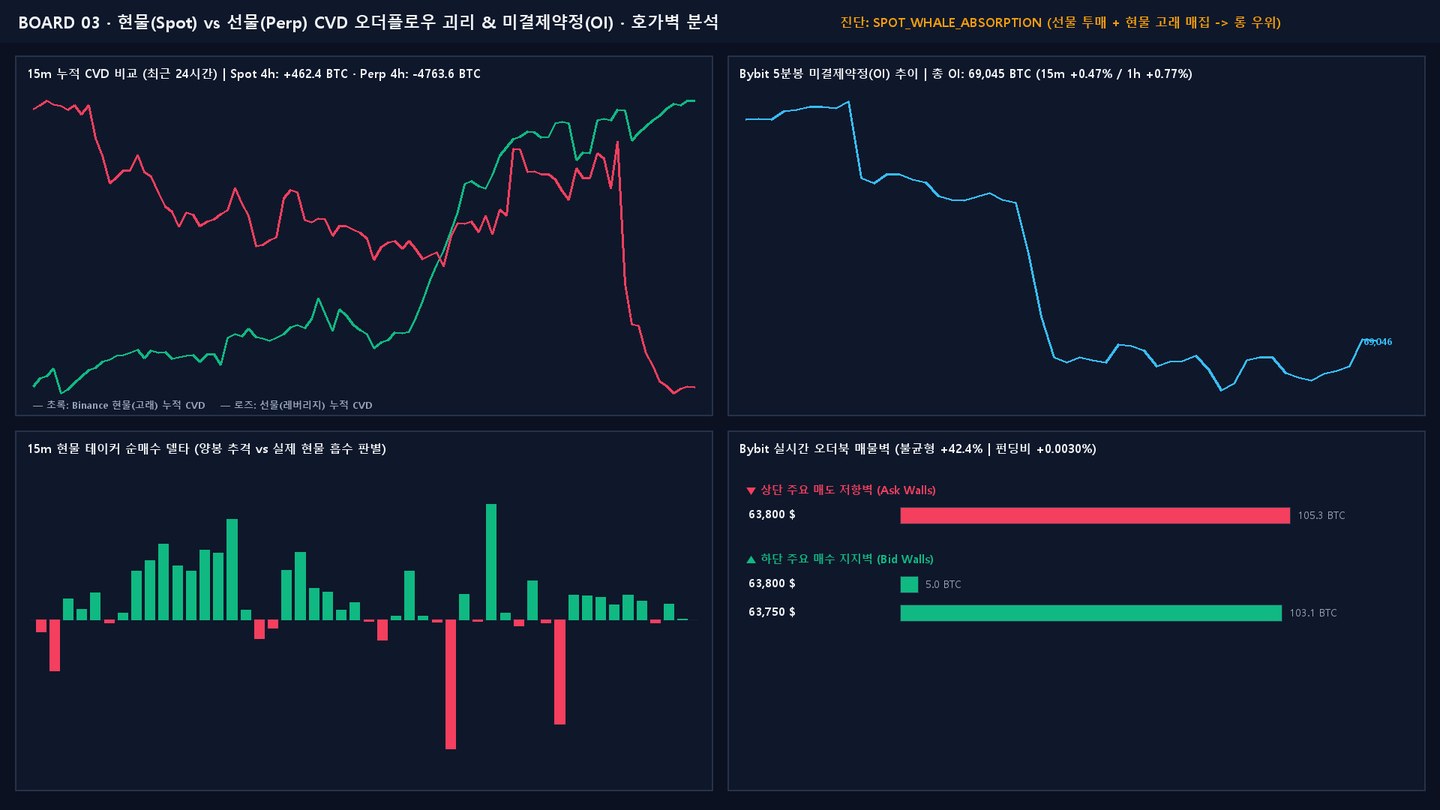 BOARD 03 · 현물(Spot) vs 선물(Perp) CVD 오더플로우 괴리 & 미결제약정(OI) · 호가벽 분석
진단: SPOT_WHALE_ABSORPTION (선물 투매 + 현물 고래 매집 -> 롱 우위)
15m 누적 CVD 비교 (최근 24시간) | Spot 4h: +462.4 BTC · Perp 4h: -4763.6 BTC
— 초록: Binance 현물(고래) 누적 CVD — 로즈: 선물(레버리지) 누적 CVD
Bybit 5분봉 미결제약정(OI) 추이 | 총 OI: 69,045 BTC (15m +0.47% / 1h +0.77%)
69,046
15m 현물 테이커 순매수 델타 (양봉 추격 vs 실제 현물 흡수 판별)
Bybit 실시간 오더북 매물벽 (불균형 +42.4% | 펀딩비 +0.0030%)
▼ 상단 주요 매도 저항벽 (Ask Walls)
63,800 $ 105.3 BTC
▲ 하단 주요 매수 지지벽 (Bid Walls)
63,800 $ 5.0 BTC
63,750 $ 103.1 BTC